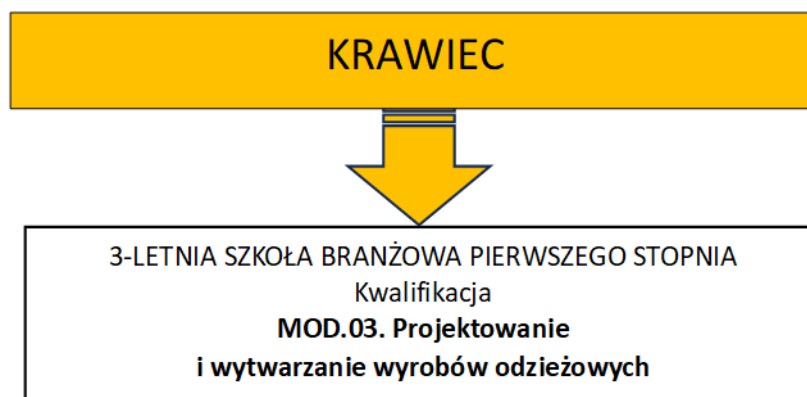 KRAWIEC
3-LETNIA SZKOŁA BRANŻOWA PIERWSZEGO STOPNIA
Kwalifikacja
MOD.03. Projektowanie
i wytwarzanie wyrobów odzieżowych